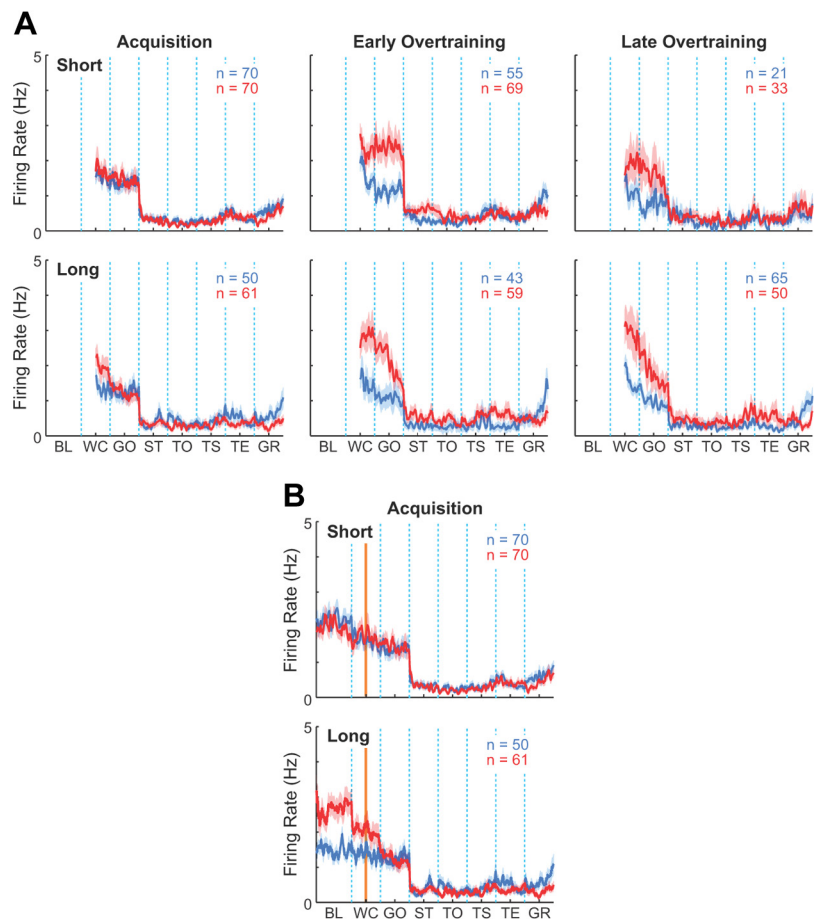 A
Acquisition
Early Overtraining
Late Overtraining
5
Short
n = 70
n = 70
n = 55
n = 69
n = 21
n = 33
Firing Rate (Hz)
0
5
Long
n = 50
n = 61
n = 43
n = 59
n = 65
n = 50
Firing Rate (Hz)
0
BL WC GO ST TO TS TE GR
BL WC GO ST TO TS TE GR
BL WC GO ST TO TS TE GR
B
Acquisition
5
Short
n = 70
n = 70
Firing Rate (Hz)
0
5
Long
n = 50
n = 61
Firing Rate (Hz)
0
BL WC GO ST TO TS TE GR